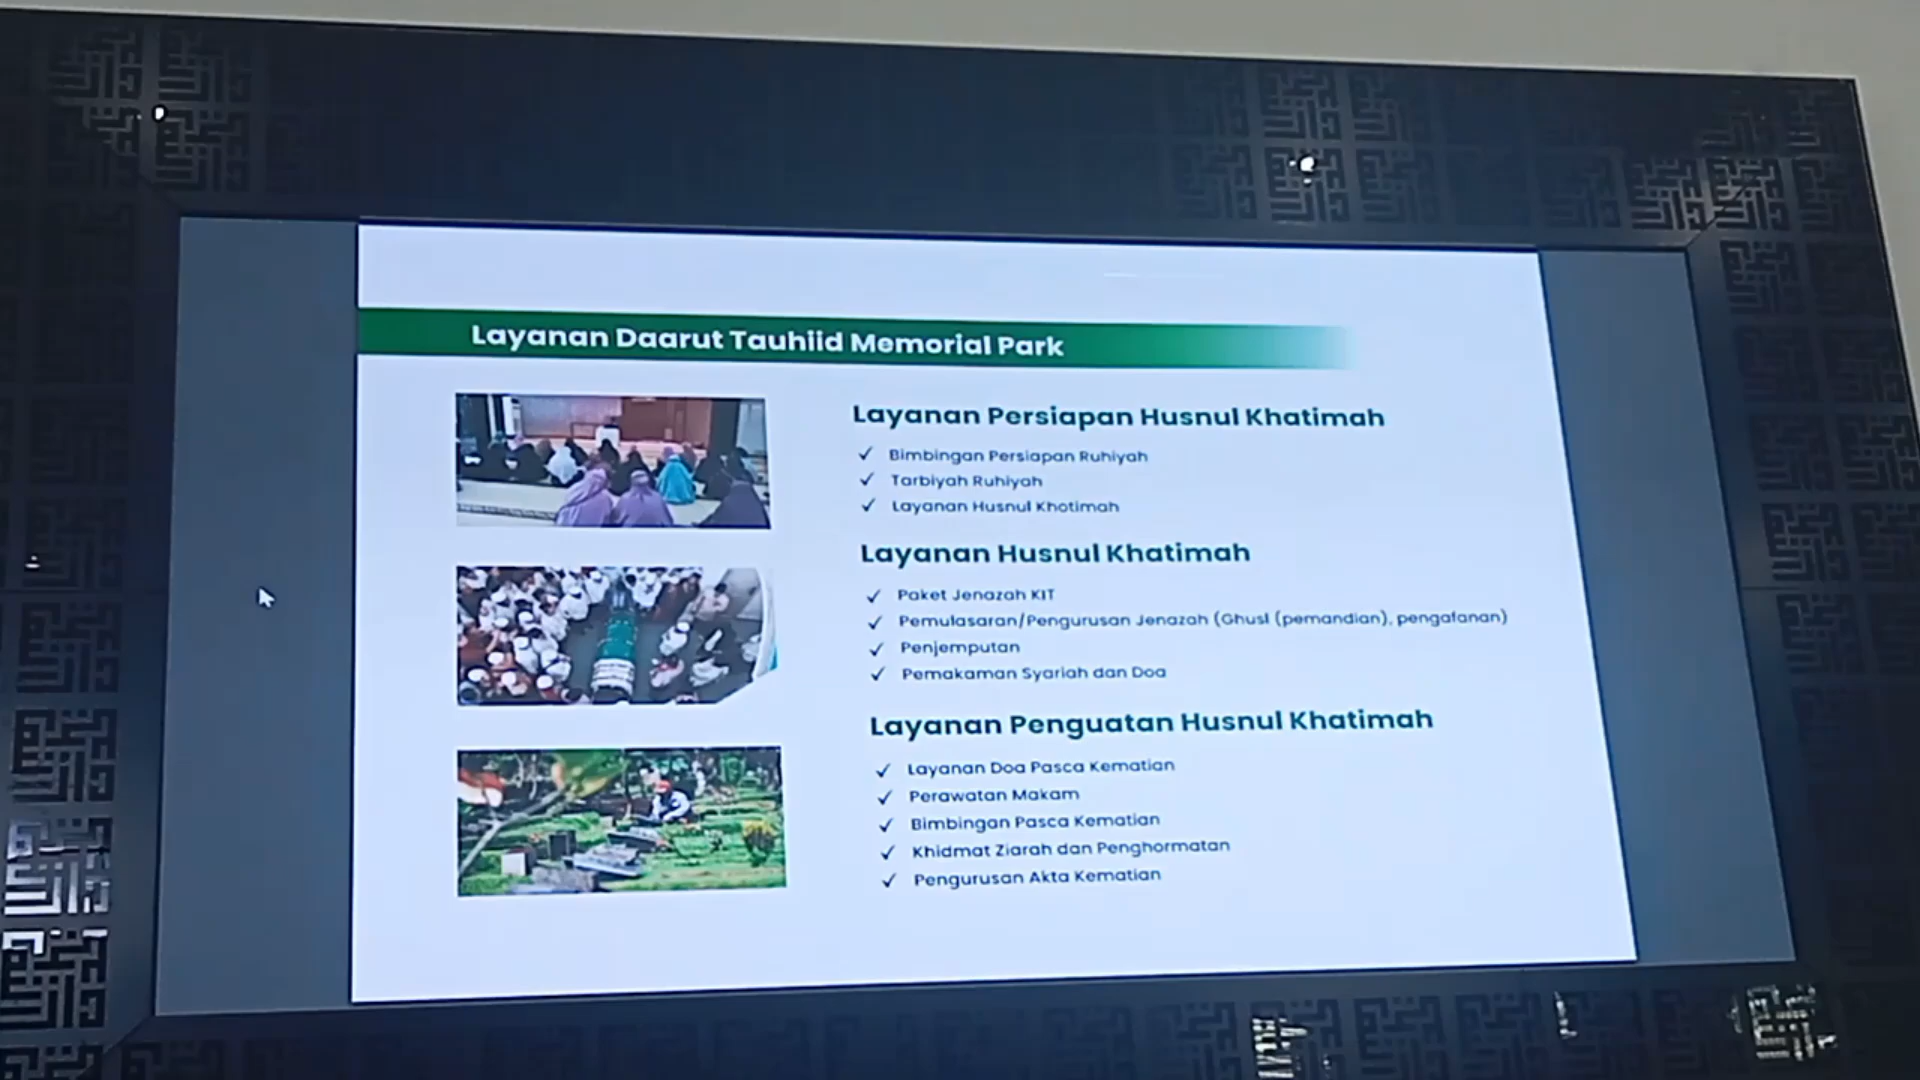 Layanan Daarut Tauhiid Memorial Park
Layanan Persiapan Husnul Khatimah
✓ Bimbingan Persiapan Ruhiyah
✓ Tarbiyah Ruhiyah
✓ Layanan Husnul Khotimah
Layanan Husnul Khatimah
✓ Paket Jenazah KIT
✓ Pemulasaran/Pengurusan Jenazah (Ghusl (pemandian), pengafanan)
✓ Penjemputan
✓ Pemakaman Syariah dan Doa
Layanan Penguatan Husnul Khatimah
✓ Layanan Doa Pasca Kematian
✓ Perawatan Makam
✓ Bimbingan Pasca Kematian
✓ Khidmat Ziarah dan Penghormatan
✓ Pengurusan Akta Kematian